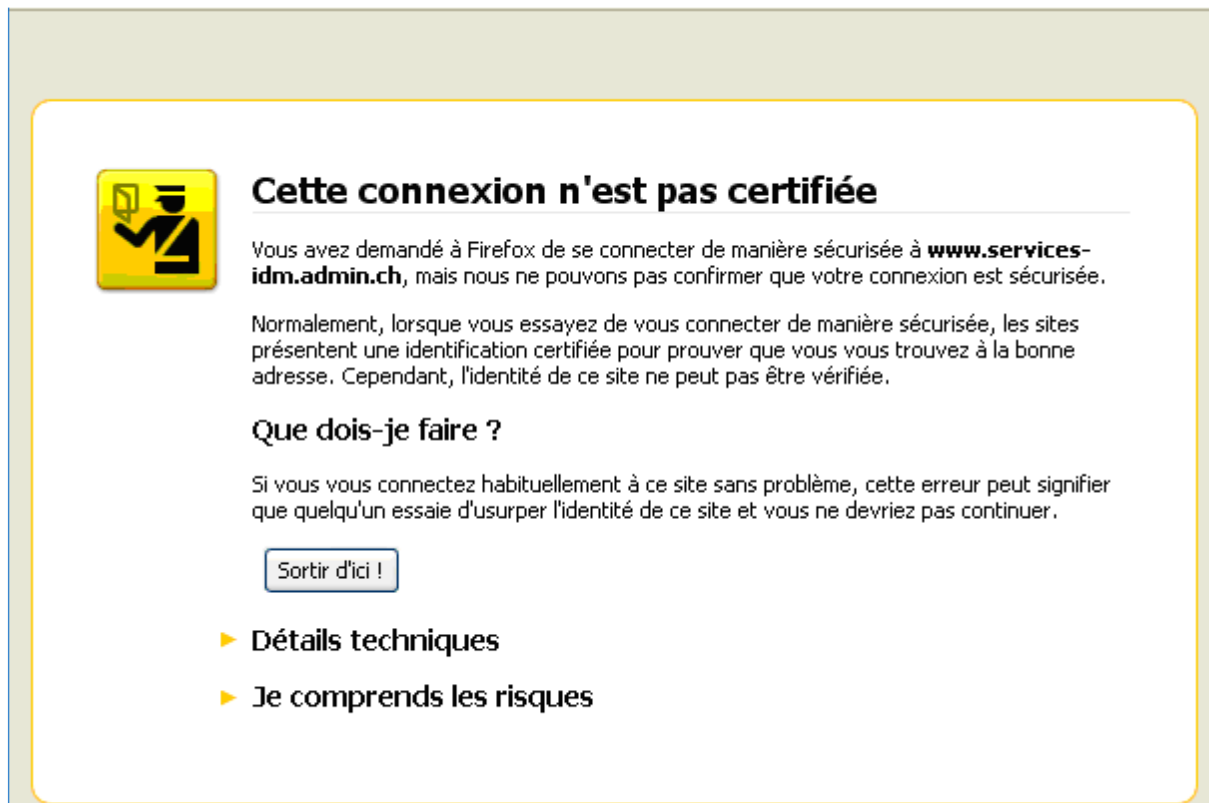 Cette connexion n'est pas certifiée
Vous avez demandé à Firefox de se connecter de manière sécurisée à www.services-
idm.admin.ch, mais nous ne pouvons pas confirmer que votre connexion est sécurisée.
Normalement, lorsque vous essayez de vous connecter de manière sécurisée, les sites
présentent une identification certifiée pour prouver que vous vous trouvez à la bonne
adresse. Cependant, l'identité de ce site ne peut pas être vérifiée.
Que dois-je faire ?
Si vous vous connectez habituellement à ce site sans problème, cette erreur peut signifier
que quelqu'un essaie d'usurper l'identité de ce site et vous ne devriez pas continuer.
Sortir d'ici !
Détails techniques
Je comprends les risques